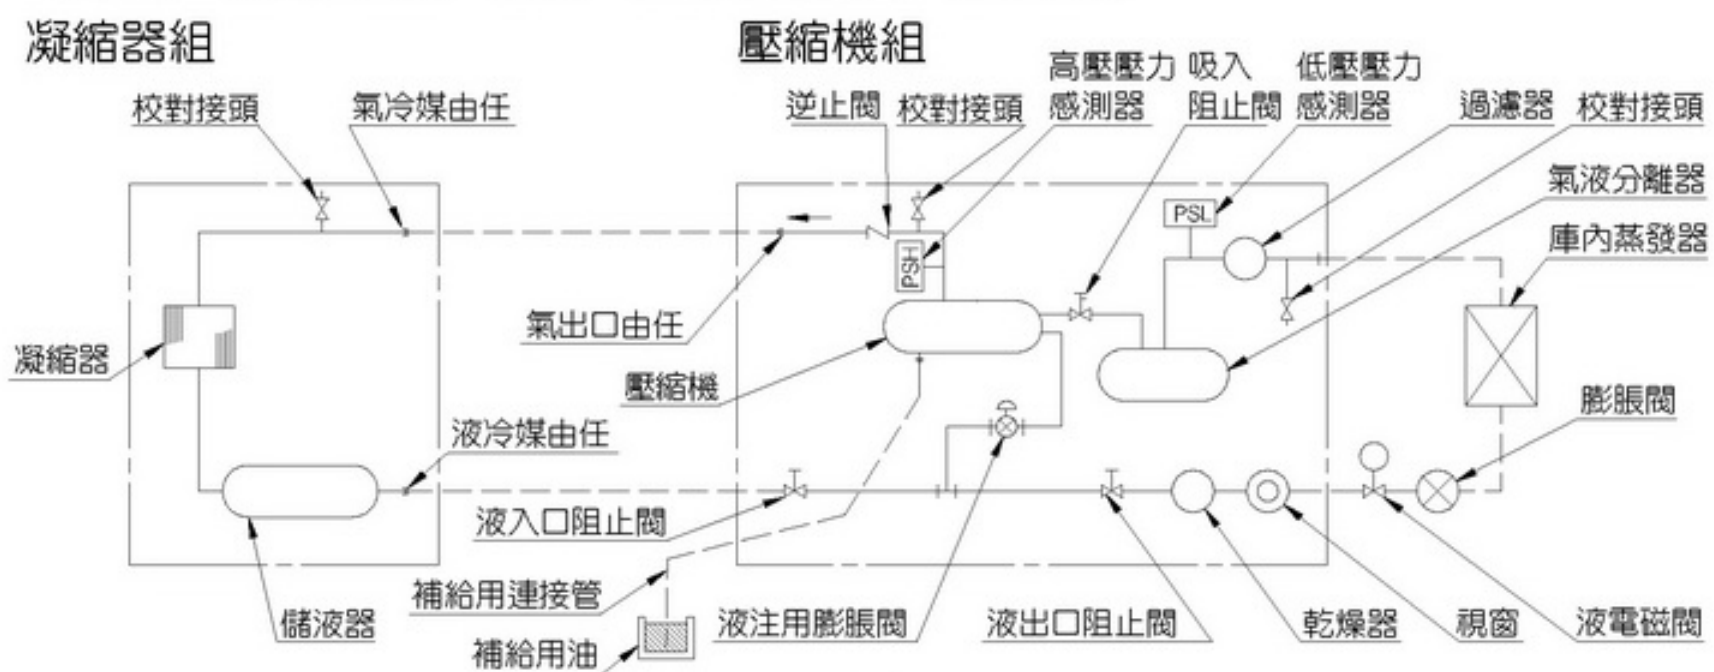 凝縮器組
壓縮機組
高壓壓力
感測器
吸入
阻止閥
低壓壓力
感測器
校對接頭
氣冷媒由任
逆止閥
校對接頭
過濾器
校對接頭
氣液分離器
PSL
庫內蒸發器
PSH
氣出口由任
凝縮器
壓縮機
膨脹閥
液冷媒由任
液入口阻止閥
補給用連接管
儲液器
補給用油
液注用膨脹閥
液出口阻止閥
乾燥器
視窗
液電磁閥